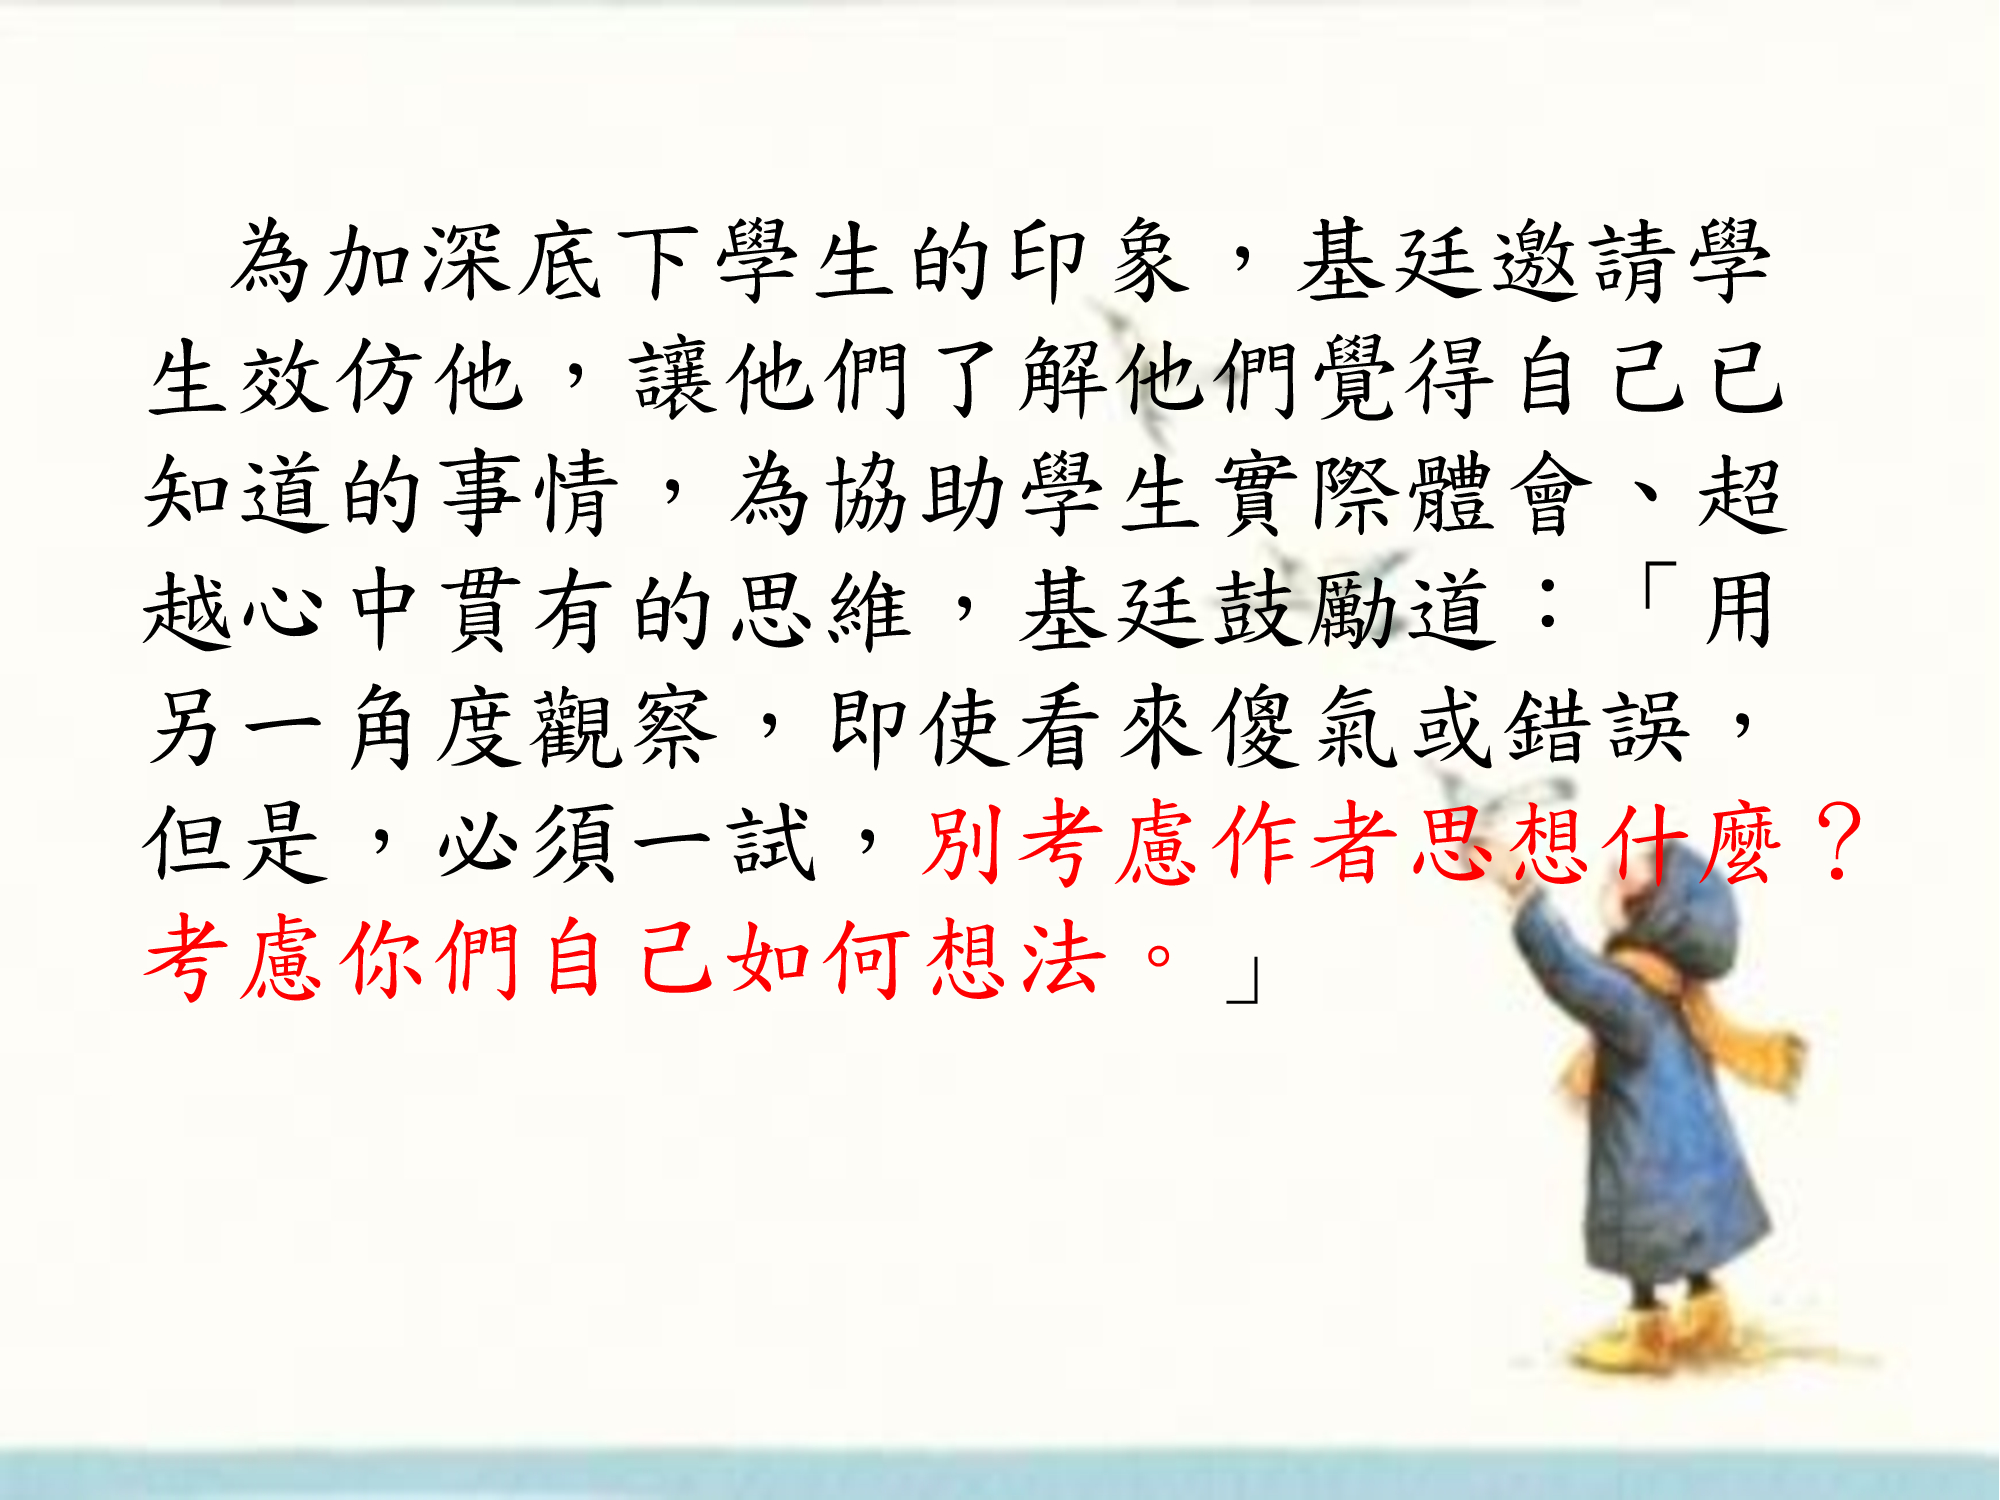 為加深底下學生的印象，基廷邀請學
生效仿他，讓他們了解他們覺得自己已
知道的事情，為協助學生實際體會、超
越心中貫有的思維，基廷鼓勵道：「用
另一角度觀察，即使看來傻氣或錯誤，
但是，必須一試，別考慮作者思想什麼？
考慮你們自己如何想法。」